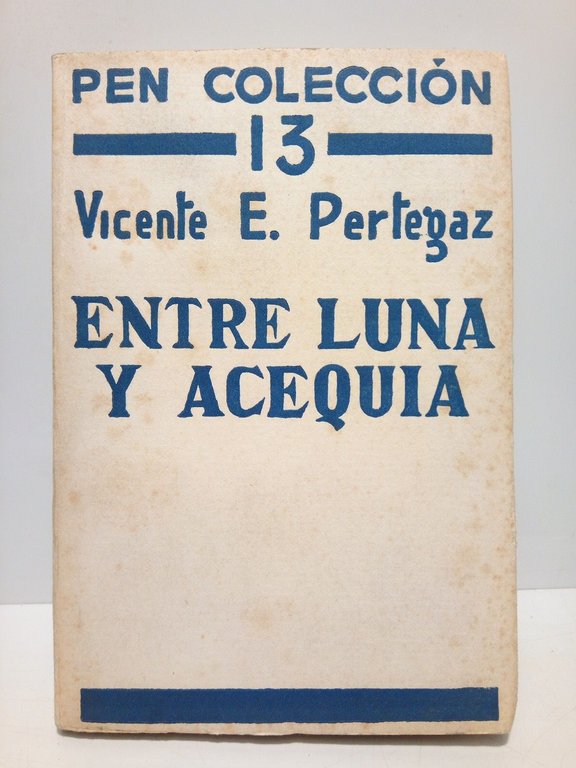 PEN COLECCIÓN
13
Vicente E. Pertegaz
ENTRE LUNA
Y ACEQUIA